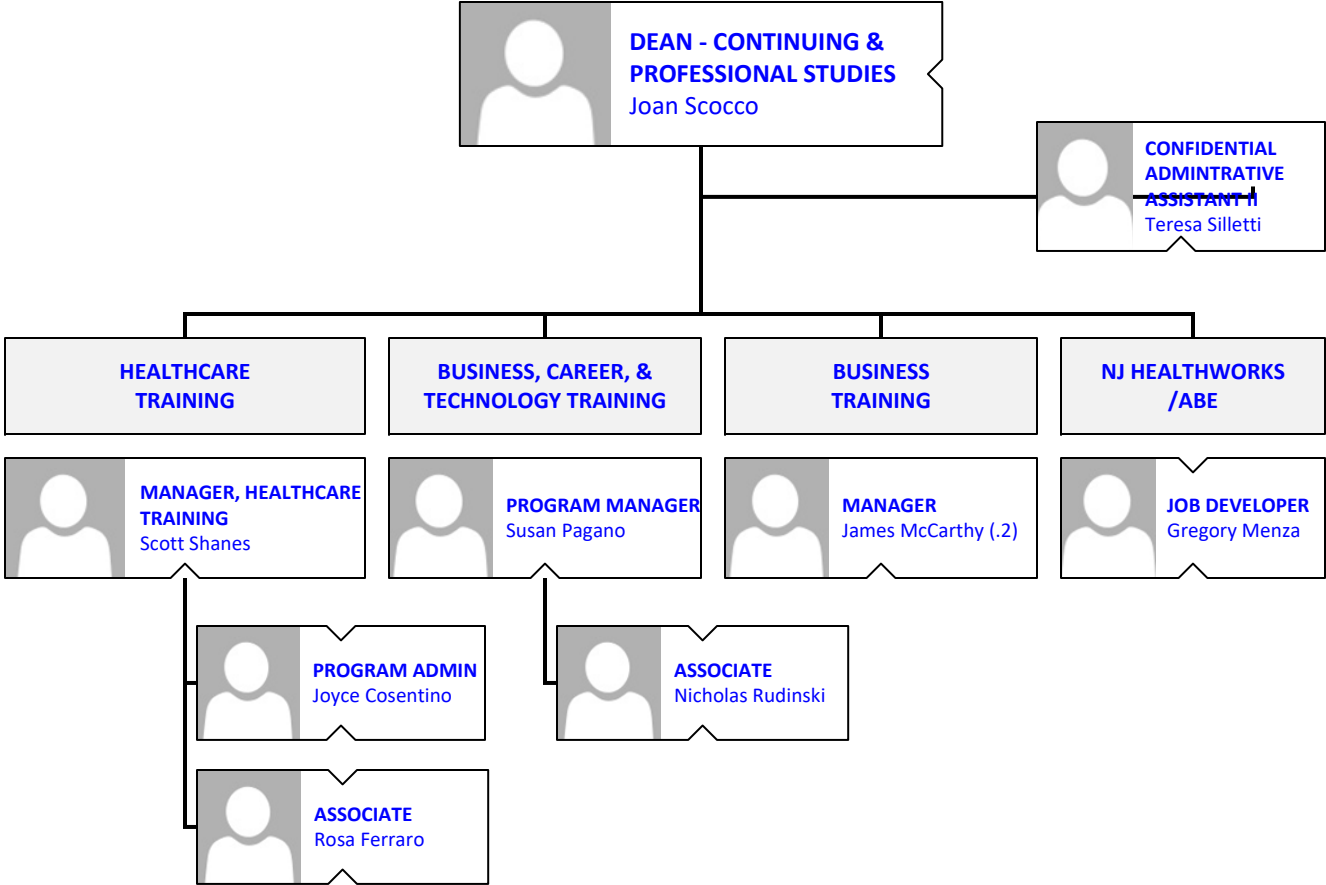 DEAN - CONTINUING &
PROFESSIONAL STUDIES
Joan Scocco
CONFIDENTIAL
ADMINTRATIVE
ASSISTANT II
Teresa Silletti
HEALTHCARE
TRAINING
BUSINESS, CAREER, &
TECHNOLOGY TRAINING
BUSINESS
TRAINING
NJ HEALTHWORKS
/ABE
MANAGER, HEALTHCARE
TRAINING
Scott Shanes
PROGRAM MANAGER
Susan Pagano
MANAGER
James McCarthy (.2)
JOB DEVELOPER
Gregory Menza
PROGRAM ADMIN
Joyce Cosentino
ASSOCIATE
Nicholas Rudinski
ASSOCIATE
Rosa Ferraro